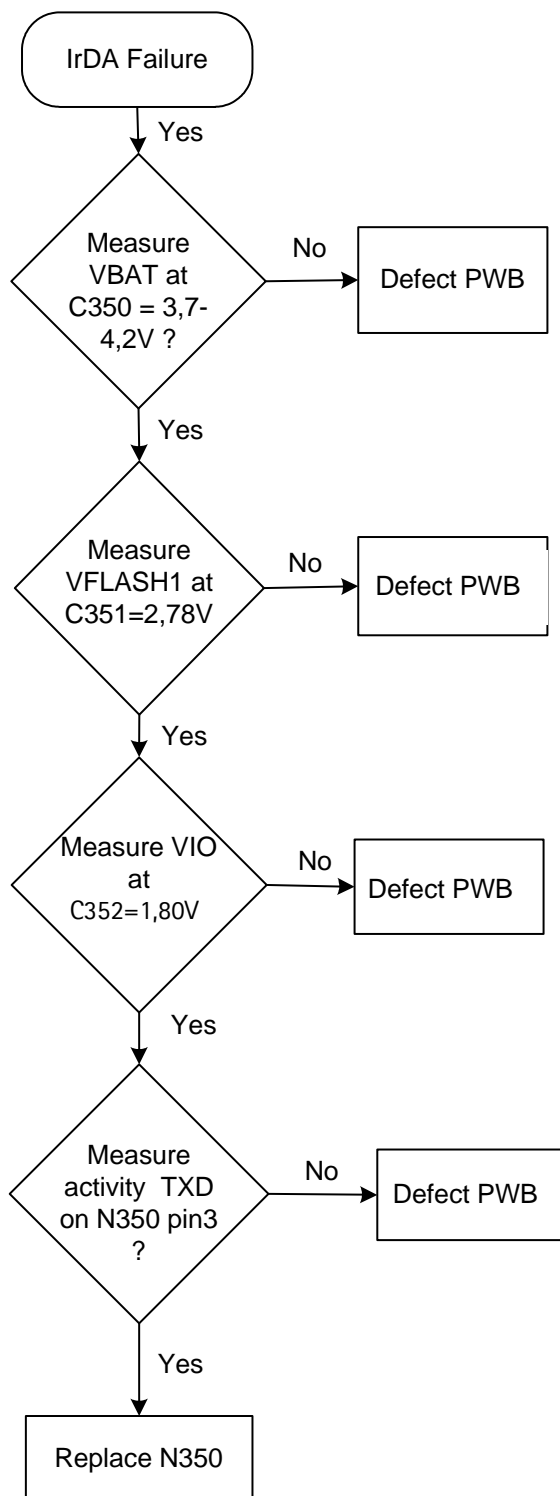 IrDA Failure
Yes
Measure
VBAT at
C350 = 3,7-
4,2V ?
No
Defect PWB
Yes
Measure
VFLASH1 at
C351=2,78V
No
Defect PWB
Yes
Measure VIO
at
C352=1,80V
No
Defect PWB
Yes
Measure
activity TXD
on N350 pin3
?
No
Defect PWB
Yes
Replace N350